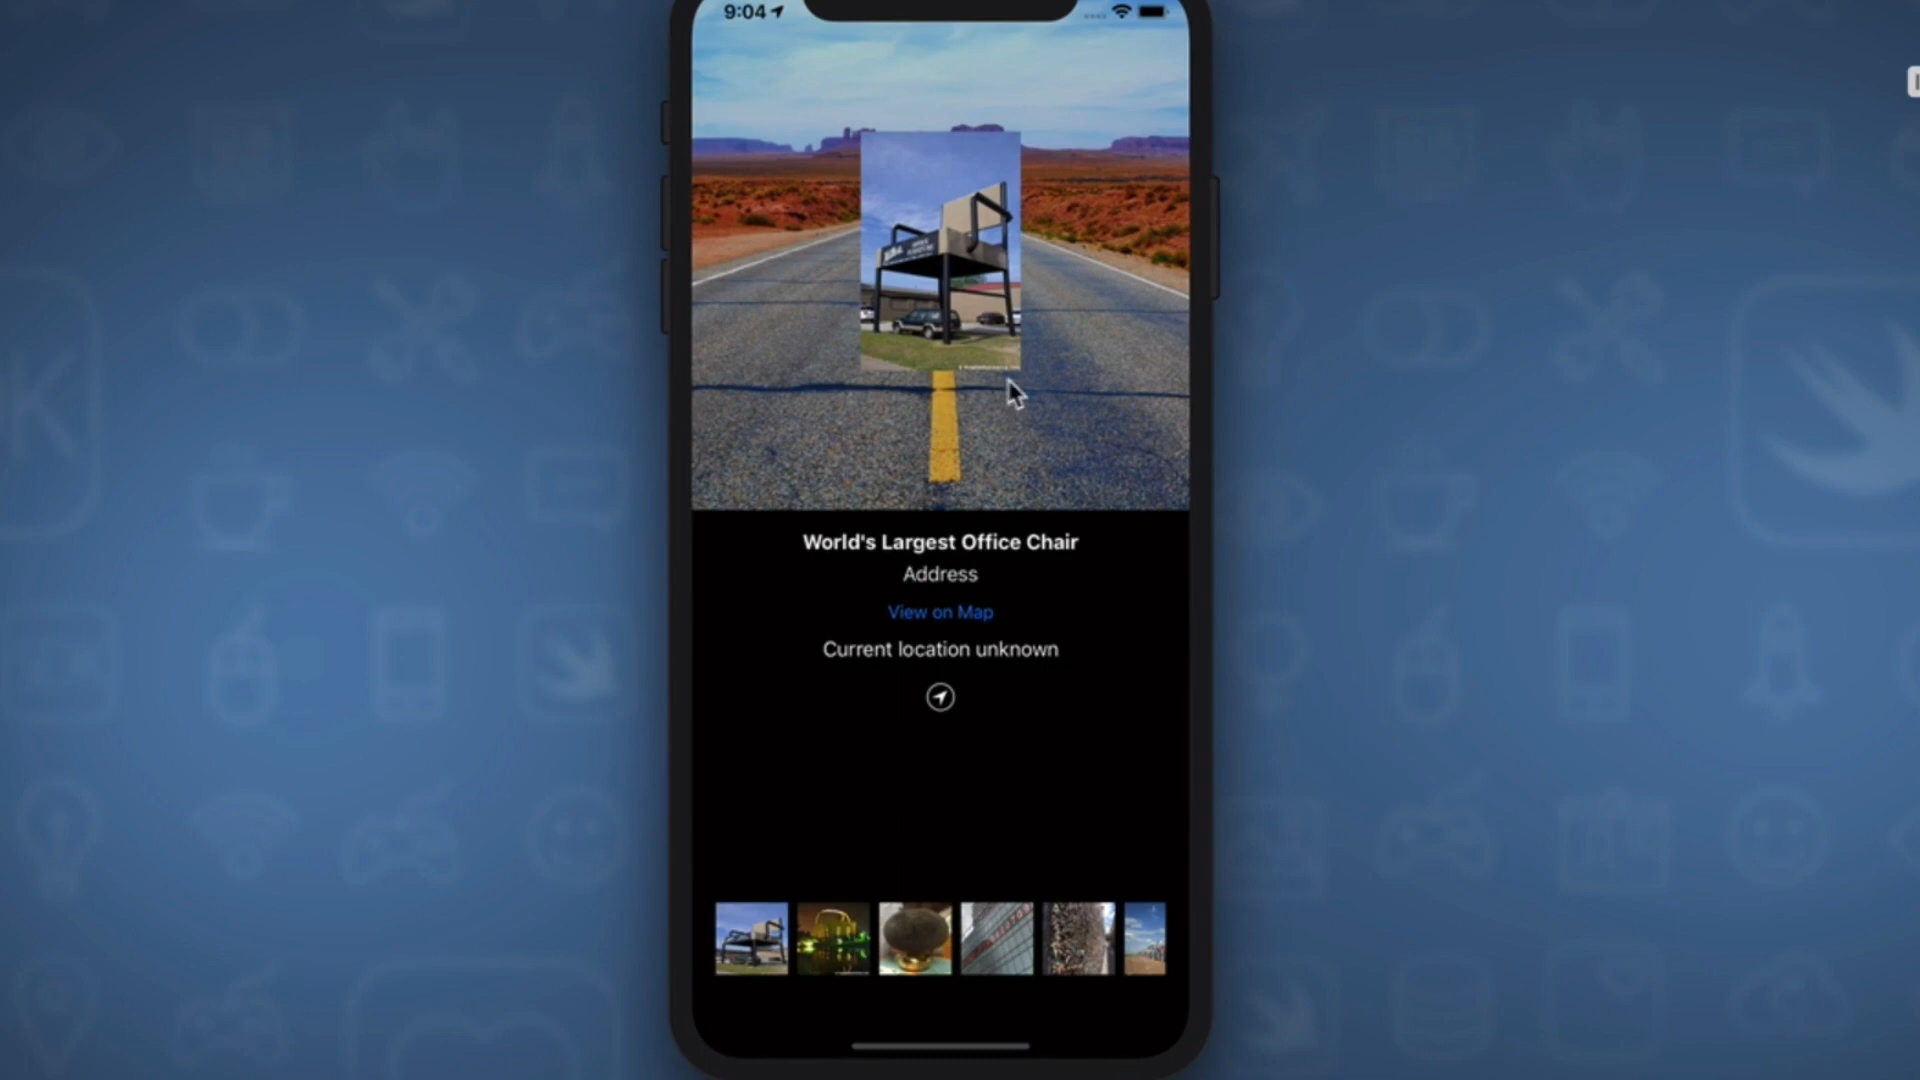 9:04
World's Largest Office Chair
Address
View on Map
Current location unknown